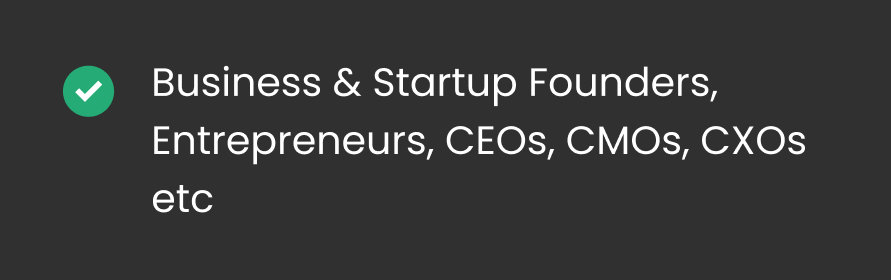 Business & Startup Founders,
Entrepreneurs, CEOs, CMOs, CXOs
etc